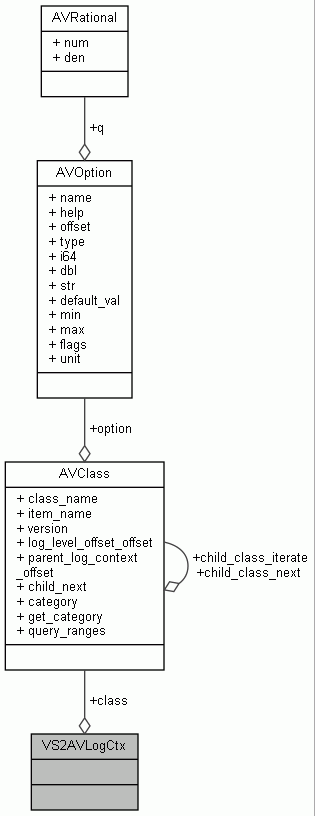 AVRational
+ num
+ den
+q
AVOption
+ name
+ help
+ offset
+ type
+ i64
+ dbl
+ str
+ default_val
+ min
+ max
+ flags
+ unit
+option
AVClass
+ class_name
+ item_name
+ version
+ log_level_offset_offset
+ parent_log_context
_offset
+ child_next
+ category
+ get_category
+ query_ranges
+child_class_iterate
+child_class_next
+class
VS2AVLogCtx